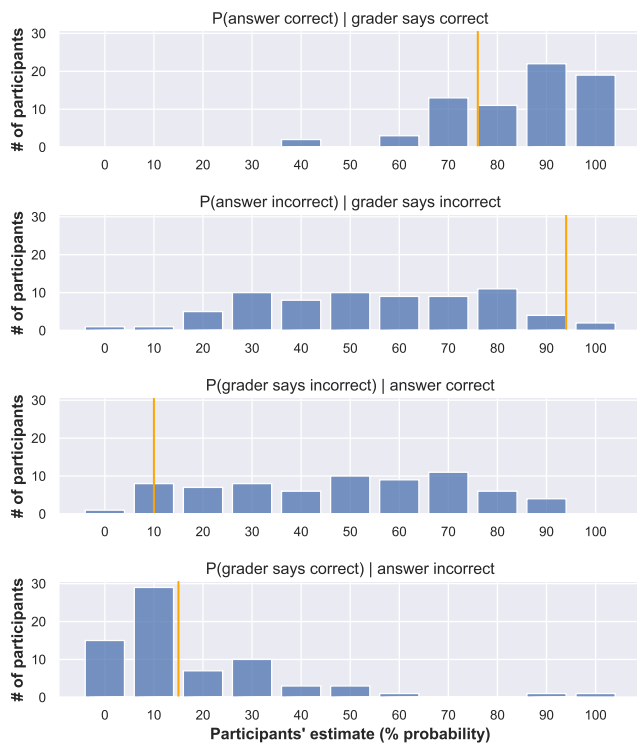 P(answer correct) | grader says correct
# of participants
30
20
10
0
0 10 20 30 40 50 60 70 80 90 100
P(answer incorrect) | grader says incorrect
# of participants
30
20
10
0
0 10 20 30 40 50 60 70 80 90 100
P(grader says incorrect) | answer correct
# of participants
30
20
10
0
0 10 20 30 40 50 60 70 80 90 100
P(grader says correct) | answer incorrect
# of participants
30
20
10
0
0 10 20 30 40 50 60 70 80 90 100
Participants' estimate (% probability)